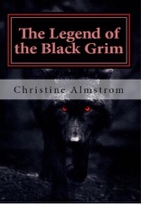 The Legend of
the Black Grim
Christine Almstrom